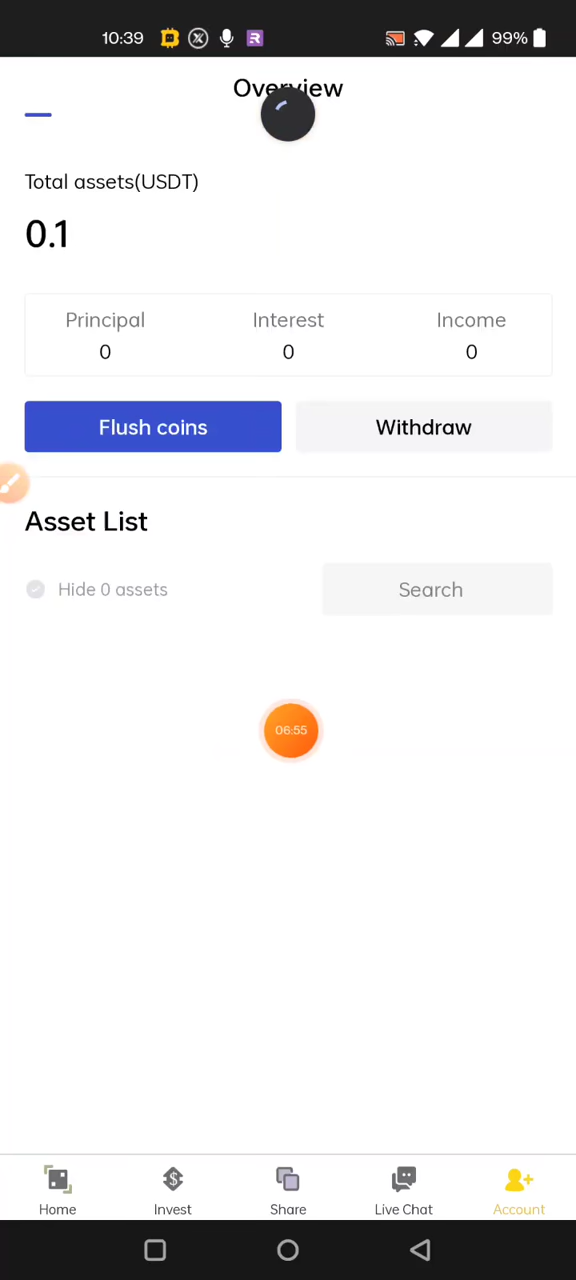 10:39 99%
Overview
Total assets(USDT)
0.1
Principal Interest Income
0 0 0
Flush coins Withdraw
Asset List
Hide 0 assets Search
06:55
Home Invest Share Live Chat Account